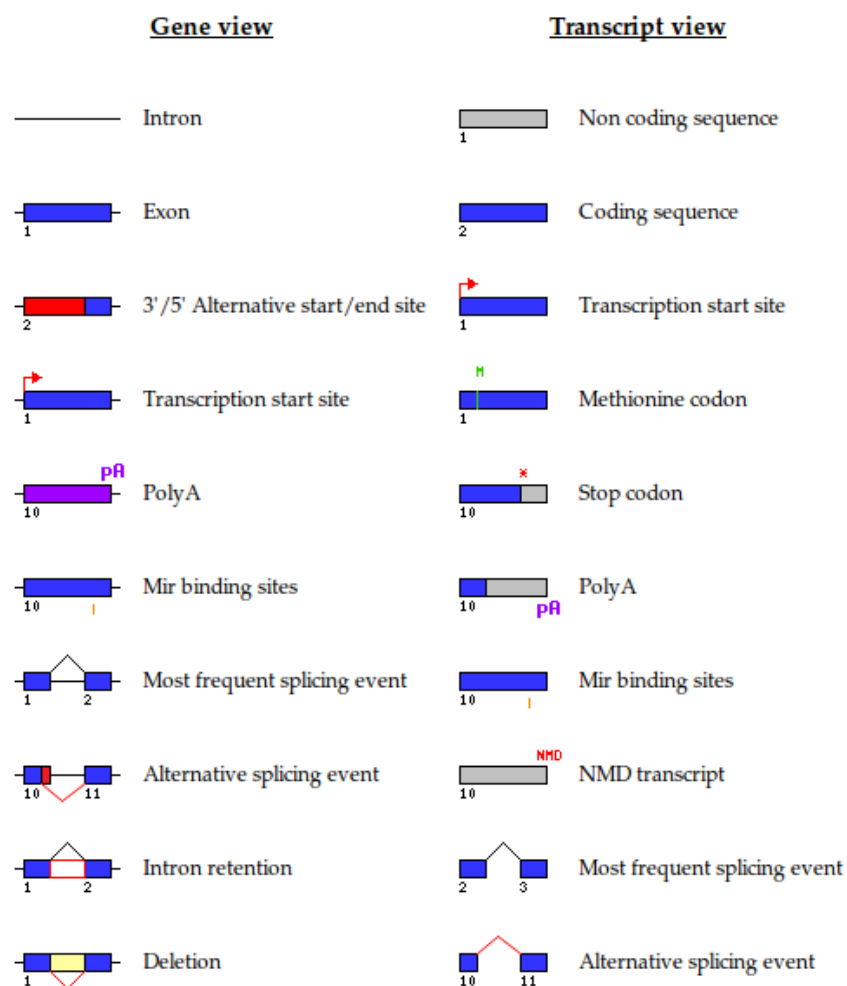 Gene view Transcript view
Intron Non coding sequence
1
Exon Coding sequence
1 2
3'/5' Alternative start/end site Transcription start site
2 1
M
Transcription start site Methionine codon
1 1
pA *
PolyA Stop codon
10 10
Mir binding sites PolyA
10 10 pA
Most frequent splicing event Mir binding sites
1 2 10
NMD
Alternative splicing event NMD transcript
10 11 10
Intron retention Most frequent splicing event
1 2 2 3
Deletion Alternative splicing event
1 10 11